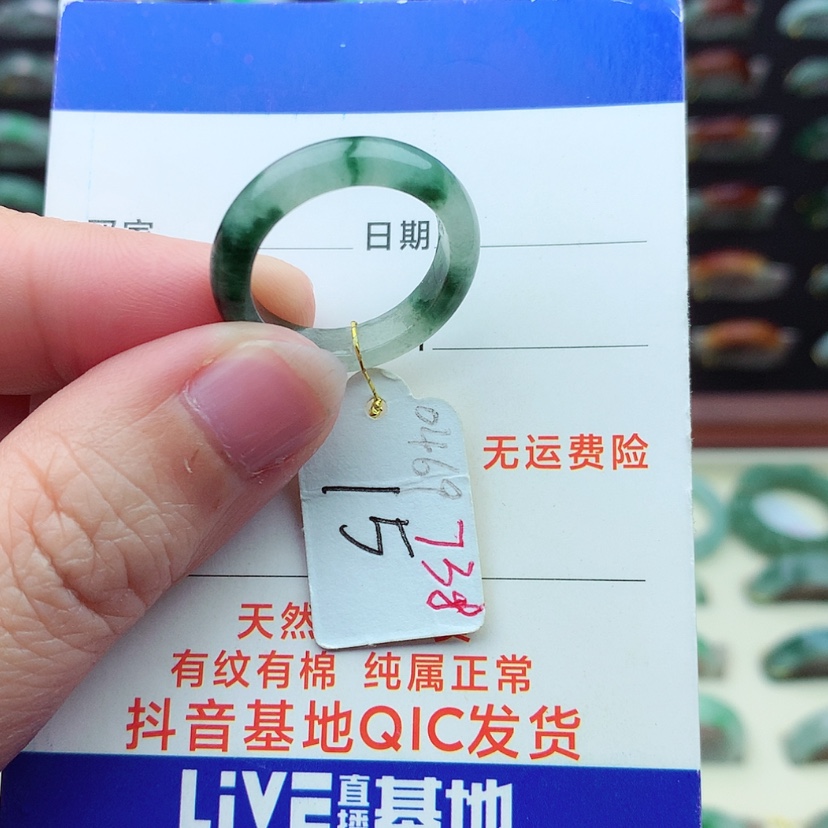 日期
无运费险
0469
738
15
天然
有纹有棉 纯属正常
抖音基地QIC发货
LiVE直播基地